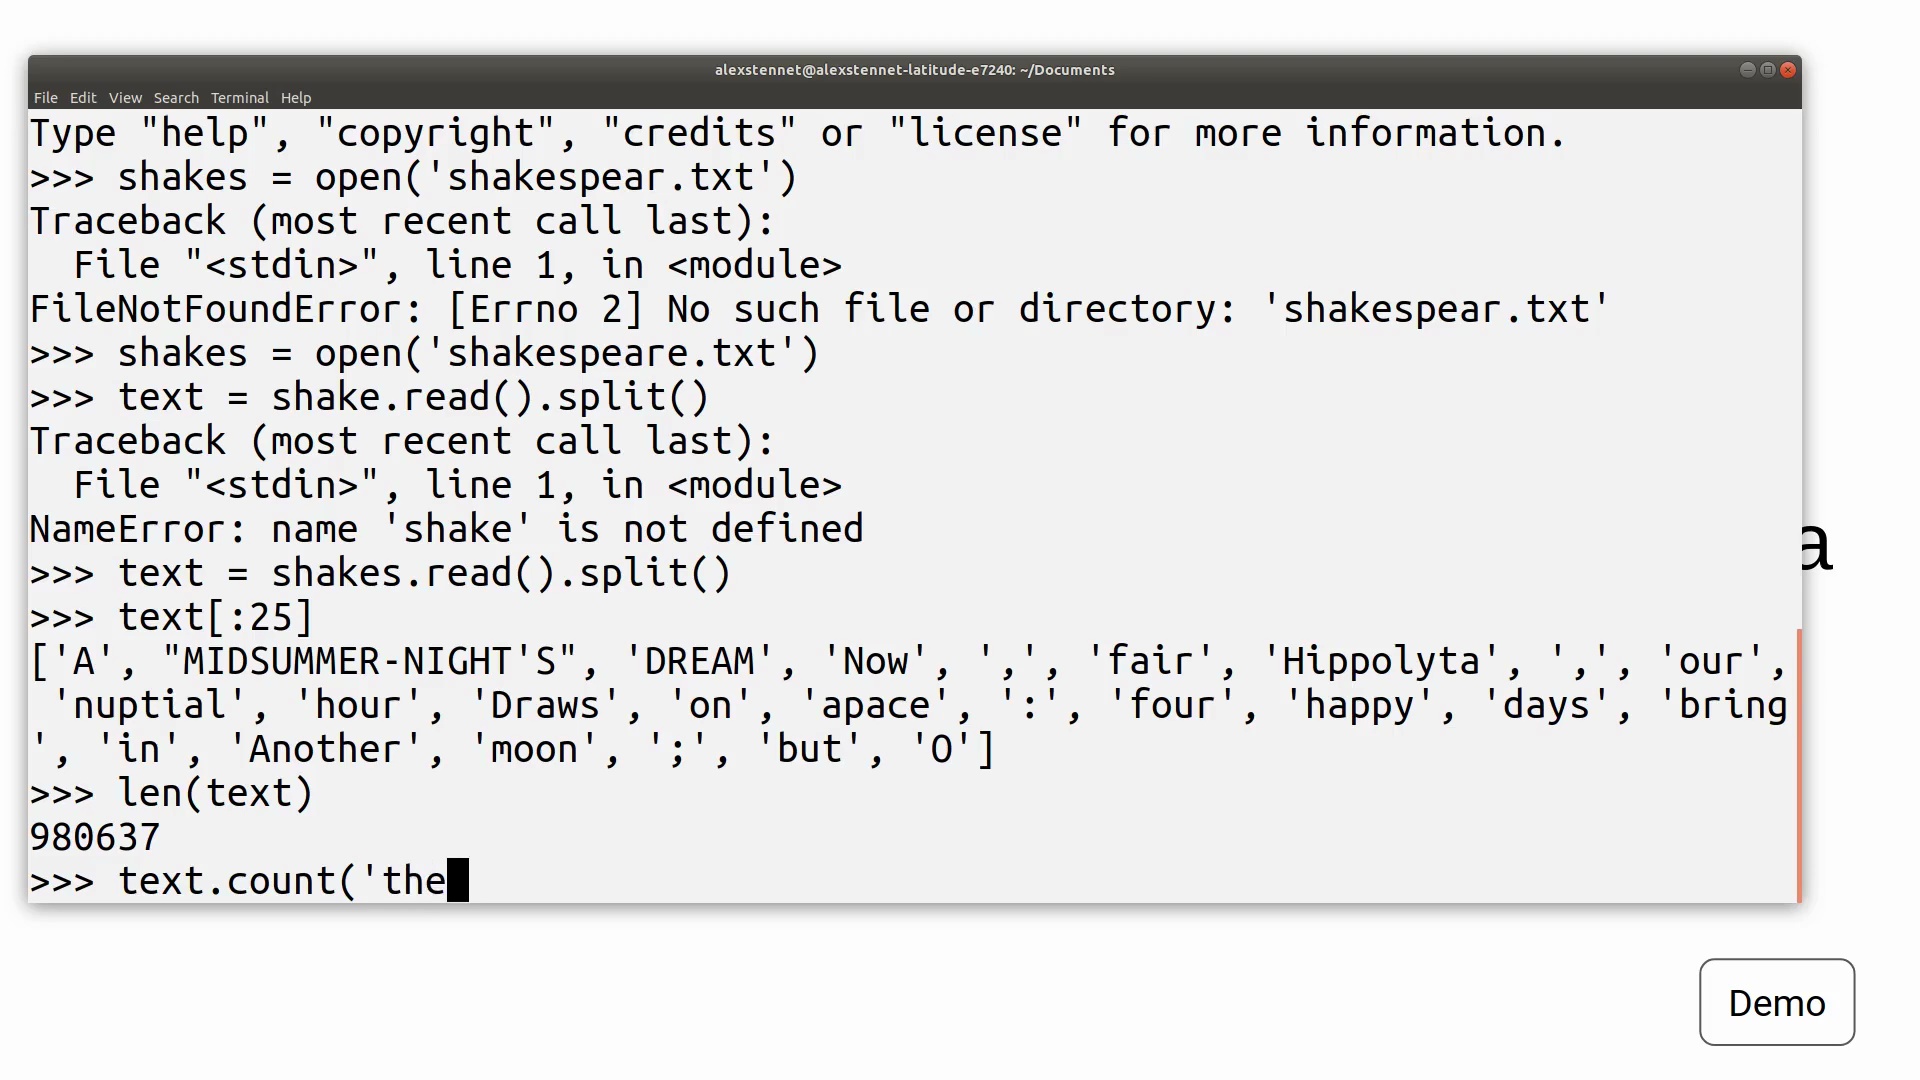 alexstennet@alexstennet-latitude-e7240: ~/Documents
File Edit View Search Terminal Help
Type "help", "copyright", "credits" or "license" for more information.
>>> shakes = open('shakespear.txt')
Traceback (most recent call last):
  File "<stdin>", line 1, in <module>
FileNotFoundError: [Errno 2] No such file or directory: 'shakespear.txt'
>>> shakes = open('shakespeare.txt')
>>> text = shake.read().split()
Traceback (most recent call last):
  File "<stdin>", line 1, in <module>
NameError: name 'shake' is not defined
>>> text = shakes.read().split()
>>> text[:25]
['A', "MIDSUMMER-NIGHT'S", 'DREAM', 'Now', ',', 'fair', 'Hippolyta', ',', 'our',
 'nuptial', 'hour', 'Draws', 'on', 'apace', ':', 'four', 'happy', 'days', 'bring
', 'in', 'Another', 'moon', ';', 'but', 'O']
>>> len(text)
980637
>>> text.count('the
a
Demo